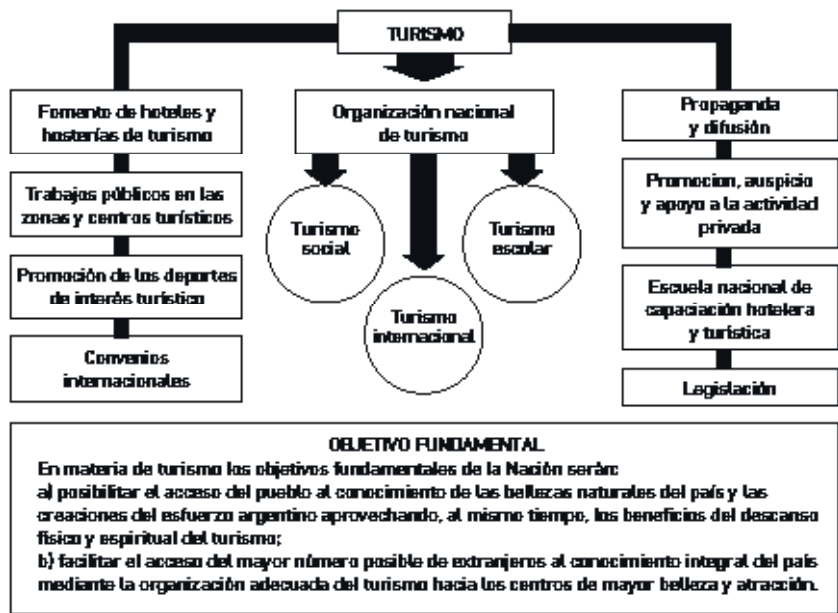 TURISMO
Fomento de hoteles y
hosterías de turismo
Trabajos públicos en las
zonas y centros turísticos
Promoción de los deportes
de interés turístico
Convenios
internacionales
Organización nacional
de turismo
Turismo
social
Turismo
internacional
Turismo
escolar
Propaganda
y difusión
Promocion, auspicio
y apoyo a la actividad
privada
Escuela nacional de
capaciación hotelera
y turística
Legislación
OBJETIVO FUNDAMENTAL
En materia de turismo los objetivos fundamentales de la Nación serán:
a) posibilitar el acceso del pueblo al conocimiento de las bellezas naturales del país y las
creaciones del esfuerzo argentino aprovechando, al mismo tiempo, los beneficios del descanso
físico y espiritual del turismo;
b) facilitar el acceso del mayor número posible de extranjeros al conocimiento integral del país
mediante la organización adecuada del turismo hacia los centros de mayor belleza y atracción.